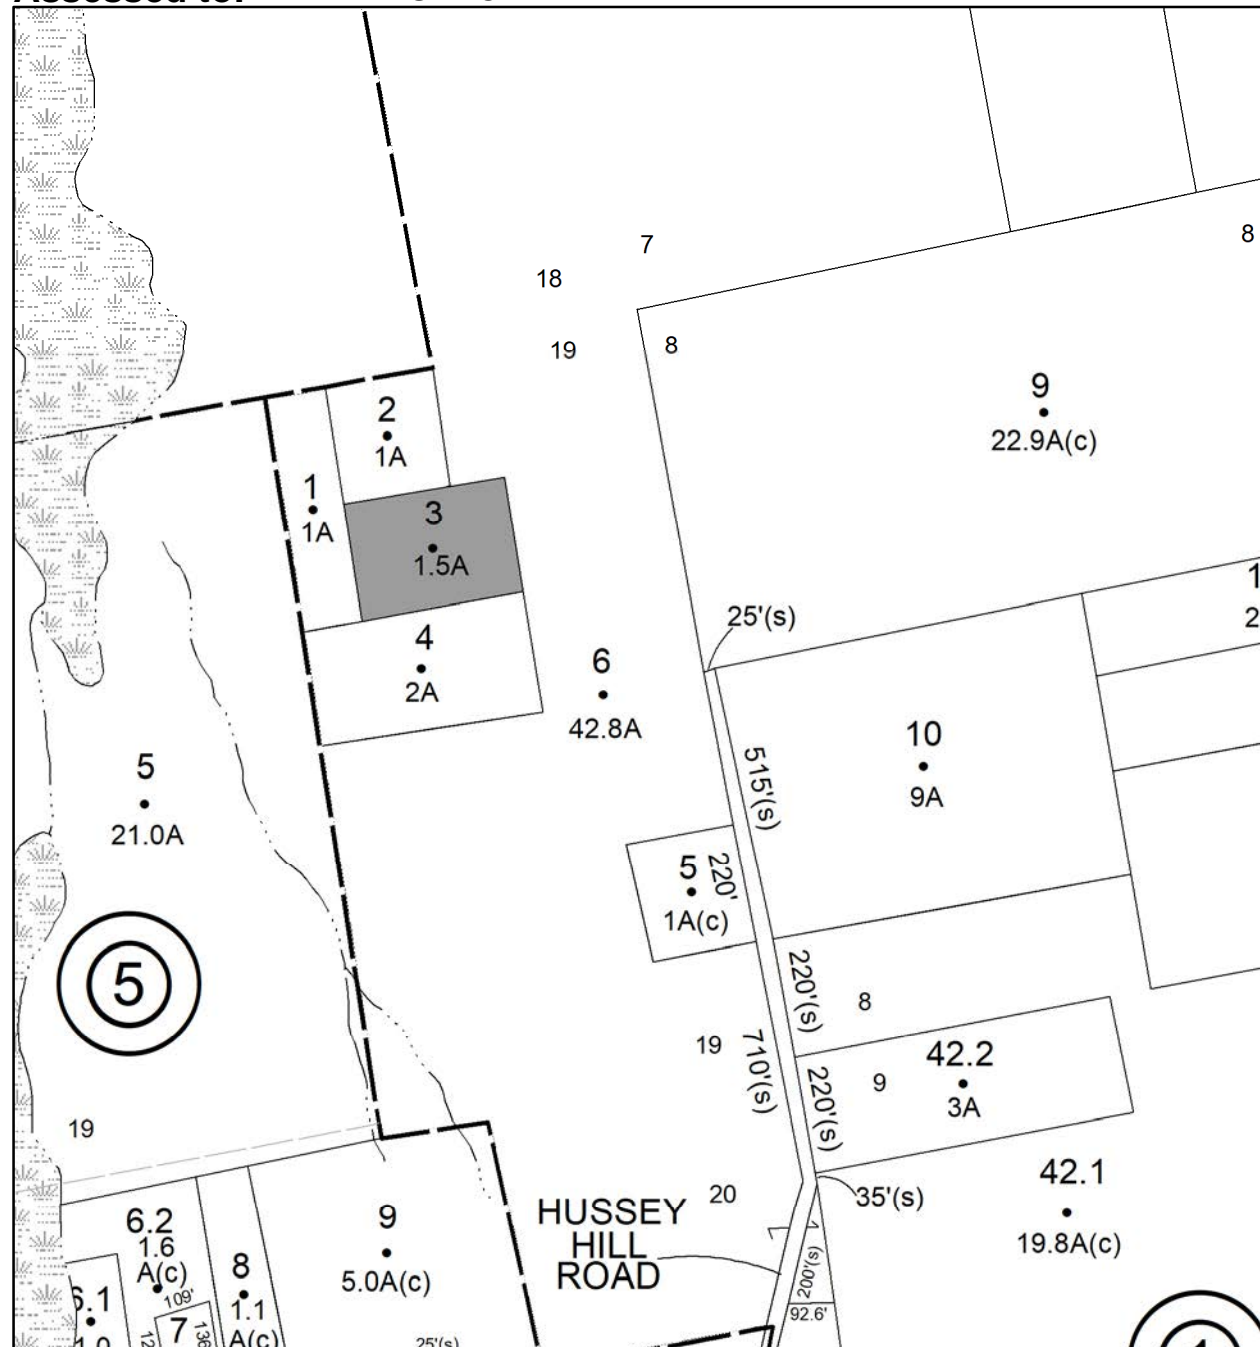 Assessed to:
7
18
8
8
19
9
22.9A(c)
2
1A
1
1A
3
1.5A
4
2A
25'(s)
6
42.8A
5
21.0A
515'(s)
10
9A
5
220'
1A(c)
5
220'(s)
8
19
710'(s)
42.2
9
3A
220'(s)
19
42.1
19.8A(c)
20
35'(s)
HUSSEY
HILL
ROAD
200'(s)
92.6'
6.2
1.6
A(c)
109'
9
5.0A(c)
8
1.1
A(c)
7
25'(s)